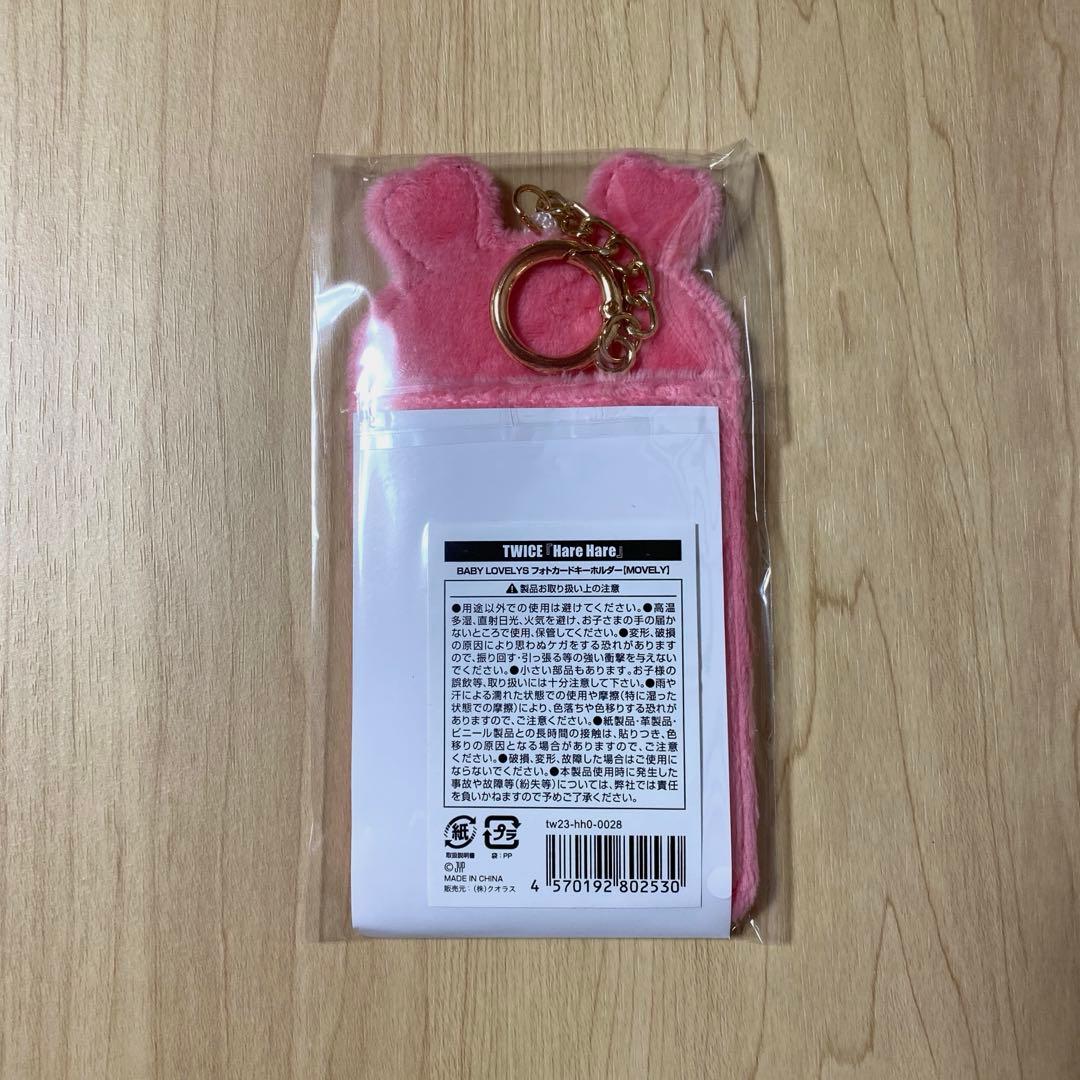 TWICE『Hare Hare』
BABY LOVELYS フォトカードキーホルダー【MOVELY】
製品お取り扱い上の注意
●用途以外での使用は避けてください。●高温
多湿、直射日光、火気を避け、お子さまの手の届か
ないところで使用、保管してください。●変形、破損
の原因により思わぬケガをする恐れがあります
ので、振り回す・引っ張る等の強い衝撃を与えない
でください。●小さい部品もあります。お子様の
誤飲等、取り扱いには十分注意して下さい。●雨や
汗による濡れた状態での使用や摩擦(特に湿った
状態での摩擦)により、色落ちや色移りする恐れが
ありますので、ご注意ください。●紙製品・革製品・
ビニール製品との長時間の接触は、貼りつき、色
移りの原因となる場合がありますので、ご注意
ください。●破損、変形、故障した場合はご使用に
ならないでください。●本製品使用時に発生した
事故や故障等(紛失等)については、弊社では責任
を負いかねますので予めご了承ください。
tw23-hh0-0028
紙 プラ
取扱説明書 袋:PP
©JYP
MADE IN CHINA
販売元:(株)クオラス
4 570192 802530